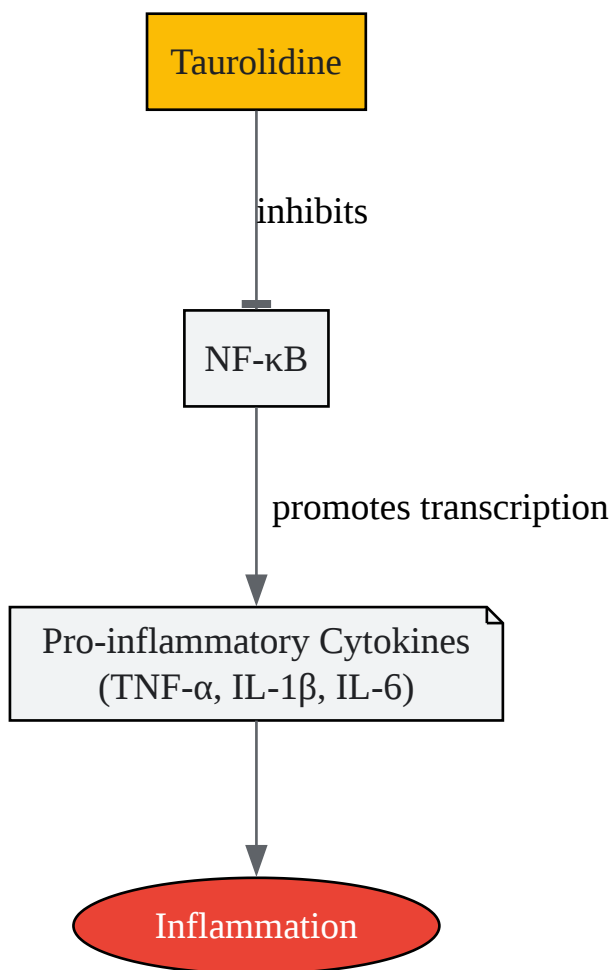 Taurolidine
inhibits
NF-κB
promotes transcription
Pro-inflammatory Cytokines
(TNF-α, IL-1β, IL-6)
Inflammation